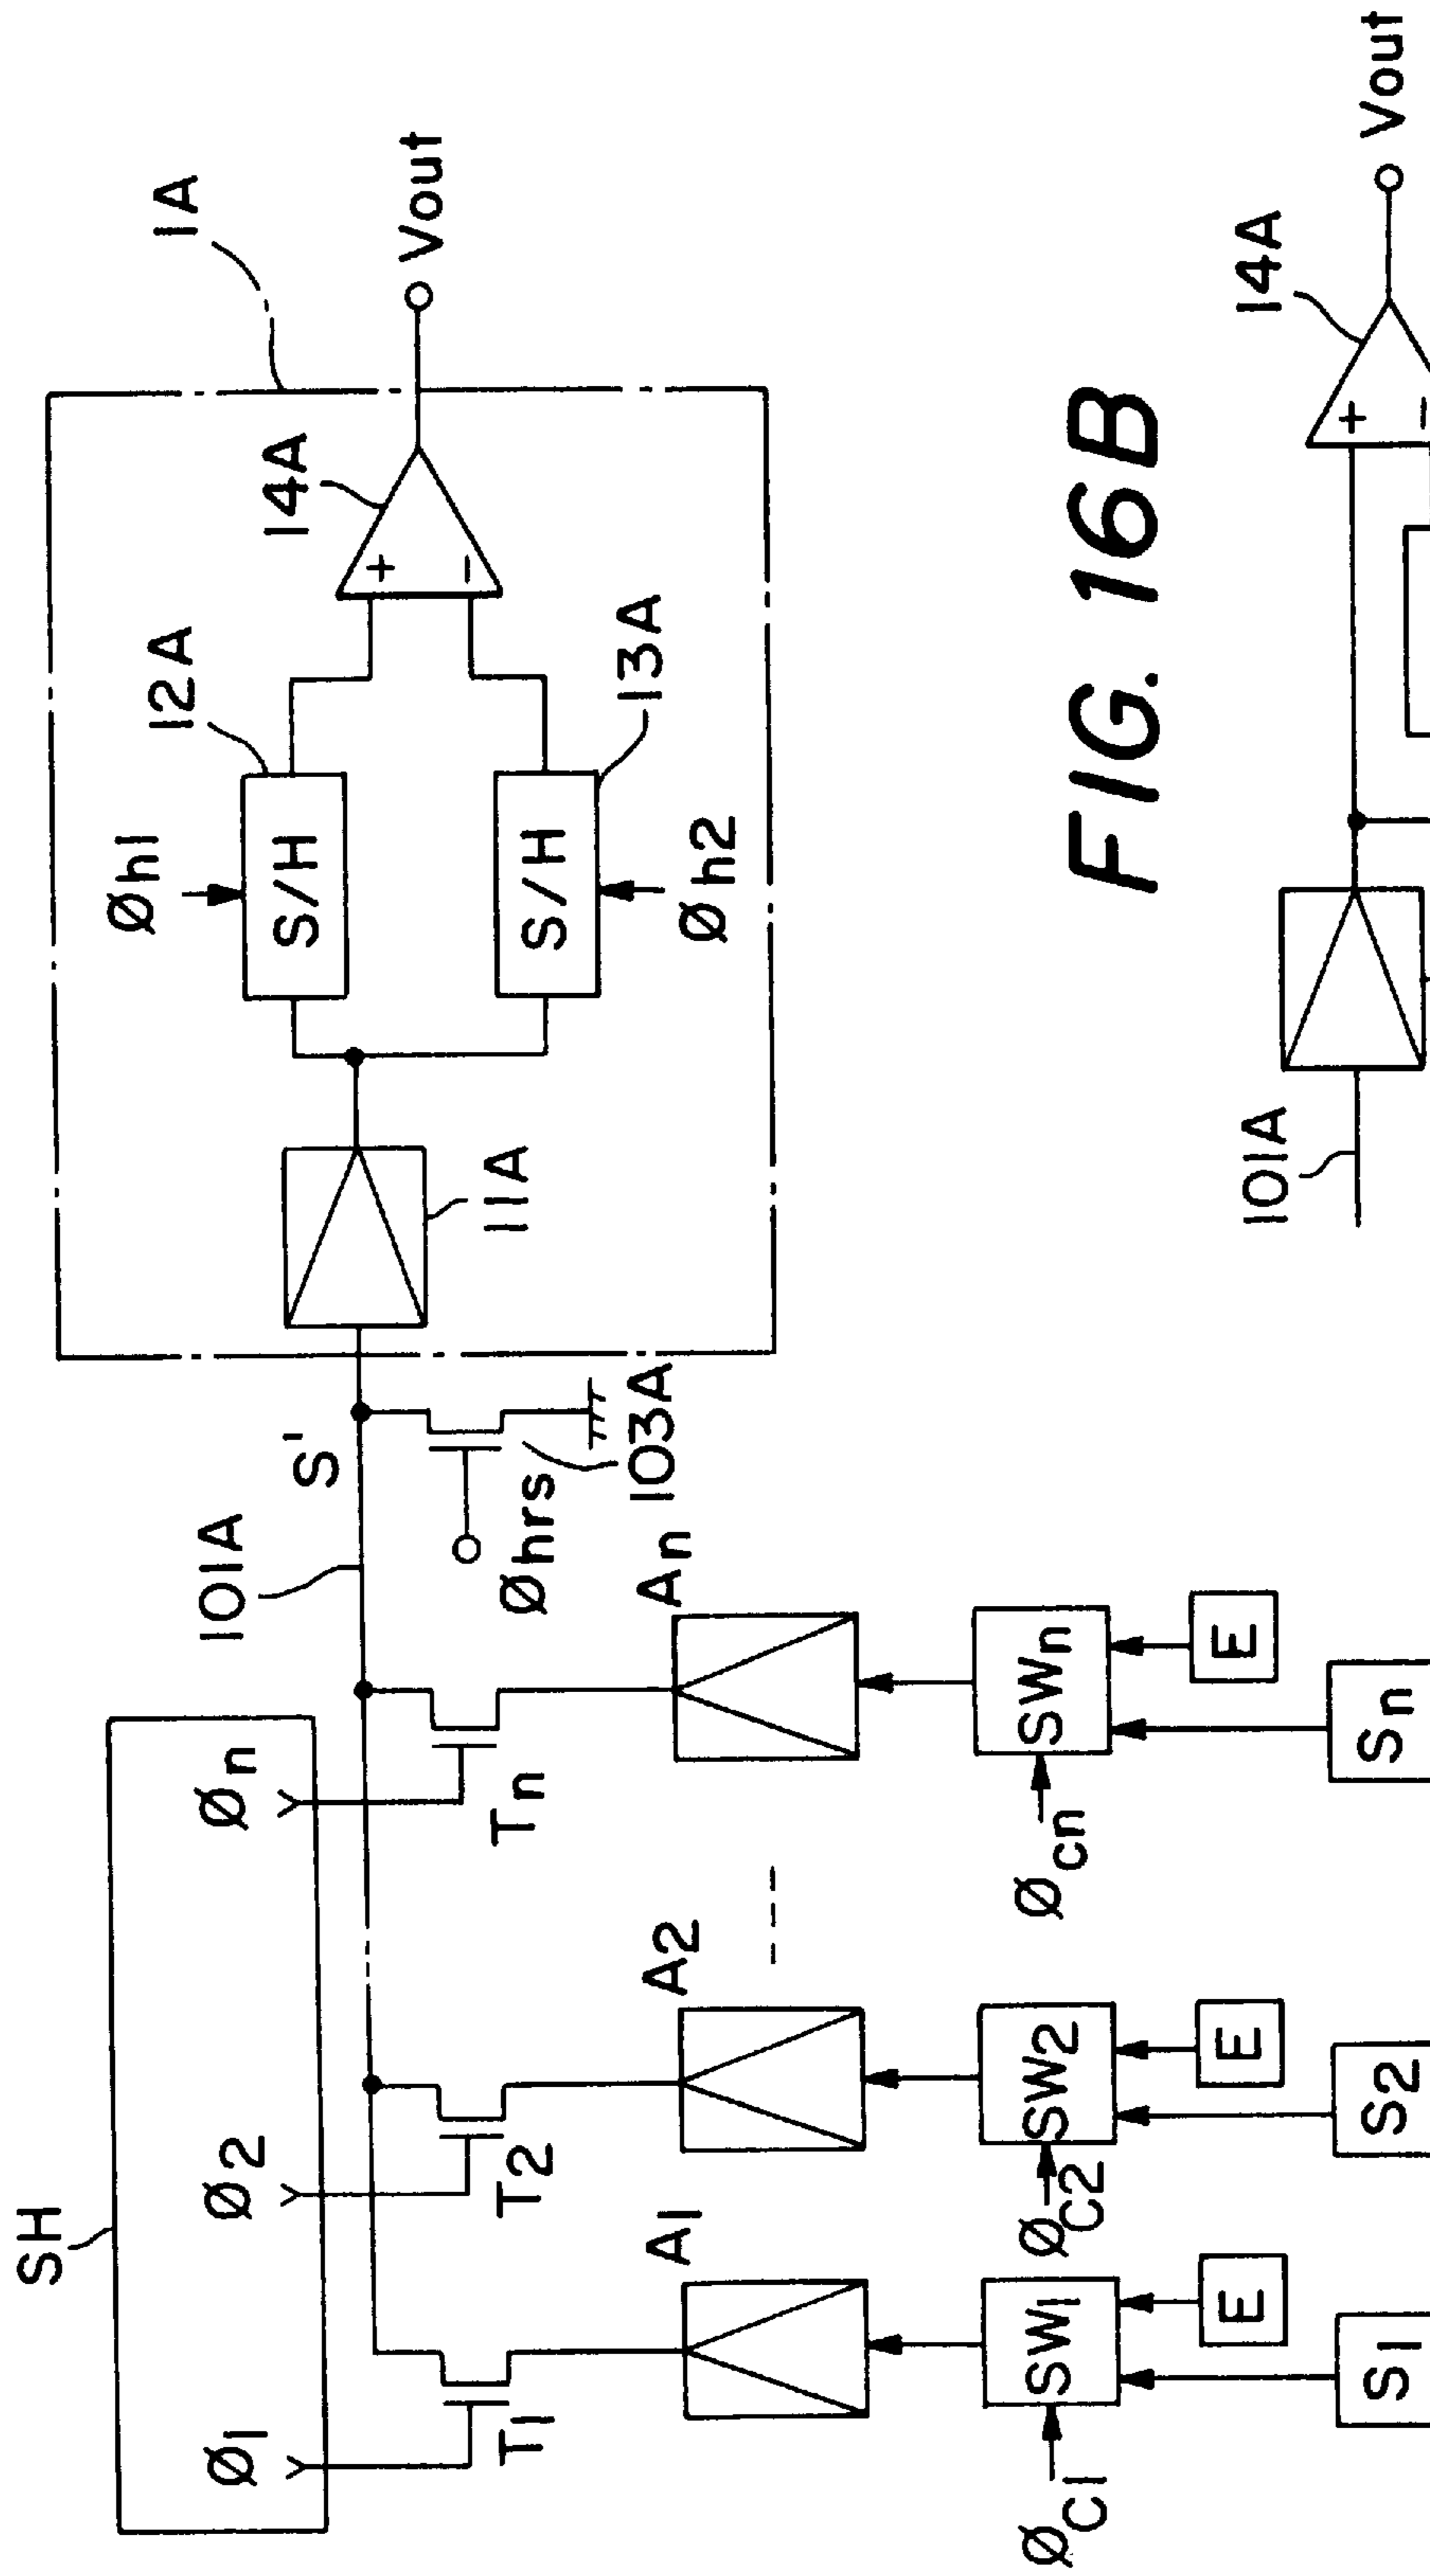 SH
Ø1
Ø2
Øn
T1
T2
Tn
101A
S'
Øhrs
103A
A1
A2
An
ØC1
SW1
ØC2
SW2
Øcn
SWn
E
E
E
S1
S2
Sn
1A
11A
Øh1
S/H
12A
S/H
13A
Øh2
14A
+
−
Vout
FIG. 16B
101A
14A
+
−
Vout